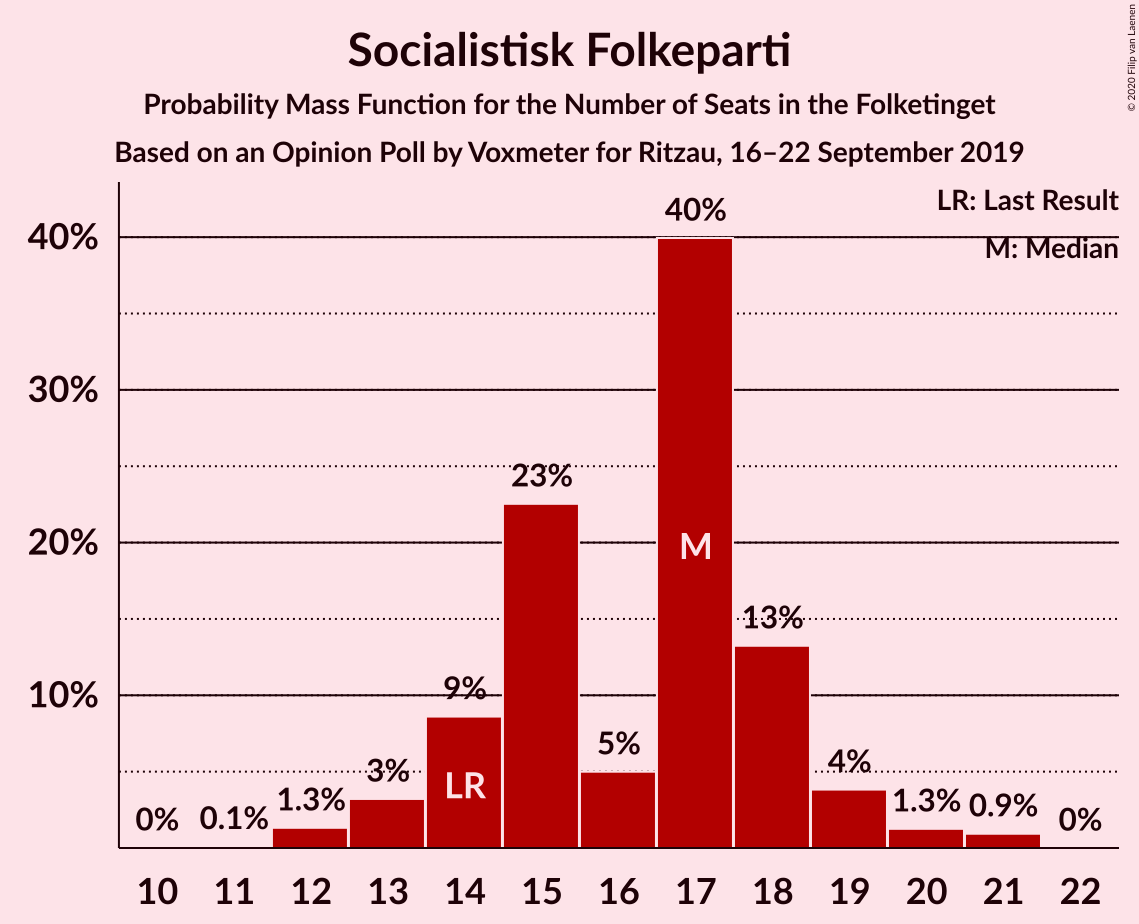 Socialistisk Folkeparti
Probability Mass Function for the Number of Seats in the Folketinget
Based on an Opinion Poll by Voxmeter for Ritzau, 16–22 September 2019
© 2020 Filip van Laenen
LR: Last Result
M: Median
40%
30%
20%
10%
0%
0.1%
1.3%
3%
9%
23%
5%
40%
13%
4%
1.3%
0.9%
0%
LR
M
10 11 12 13 14 15 16 17 18 19 20 21 22